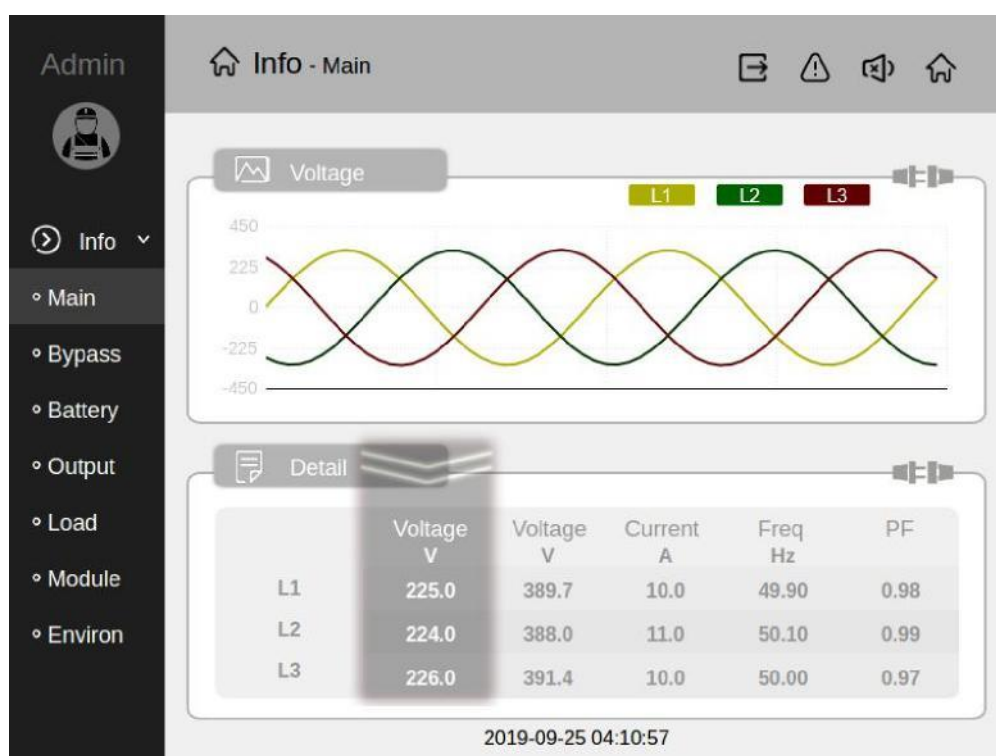 Admin
Info - Main
Info
Main
Bypass
Battery
Output
Load
Module
Environ
Voltage
L1 L2 L3
450
225
0
-225
-450
Detail
Voltage Voltage Current Freq PF
V V A Hz
L1 225.0 389.7 10.0 49.90 0.98
L2 224.0 388.0 11.0 50.10 0.99
L3 226.0 391.4 10.0 50.00 0.97
2019-09-25 04:10:57